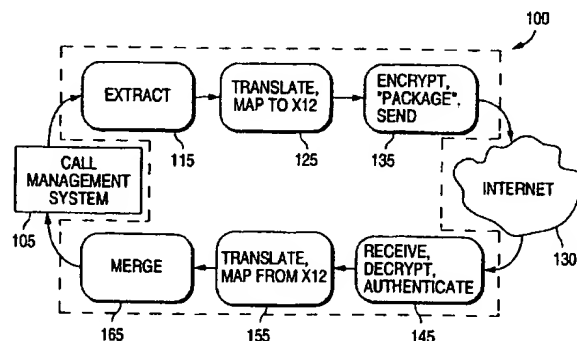 100
EXTRACT
TRANSLATE,
MAP TO X12
ENCRYPT,
"PACKAGE",
SEND
115
125
135
CALL
MANAGEMENT
SYSTEM
105
INTERNET
130
MERGE
TRANSLATE,
MAP FROM X12
RECEIVE,
DECRYPT,
AUTHENTICATE
165
155
145